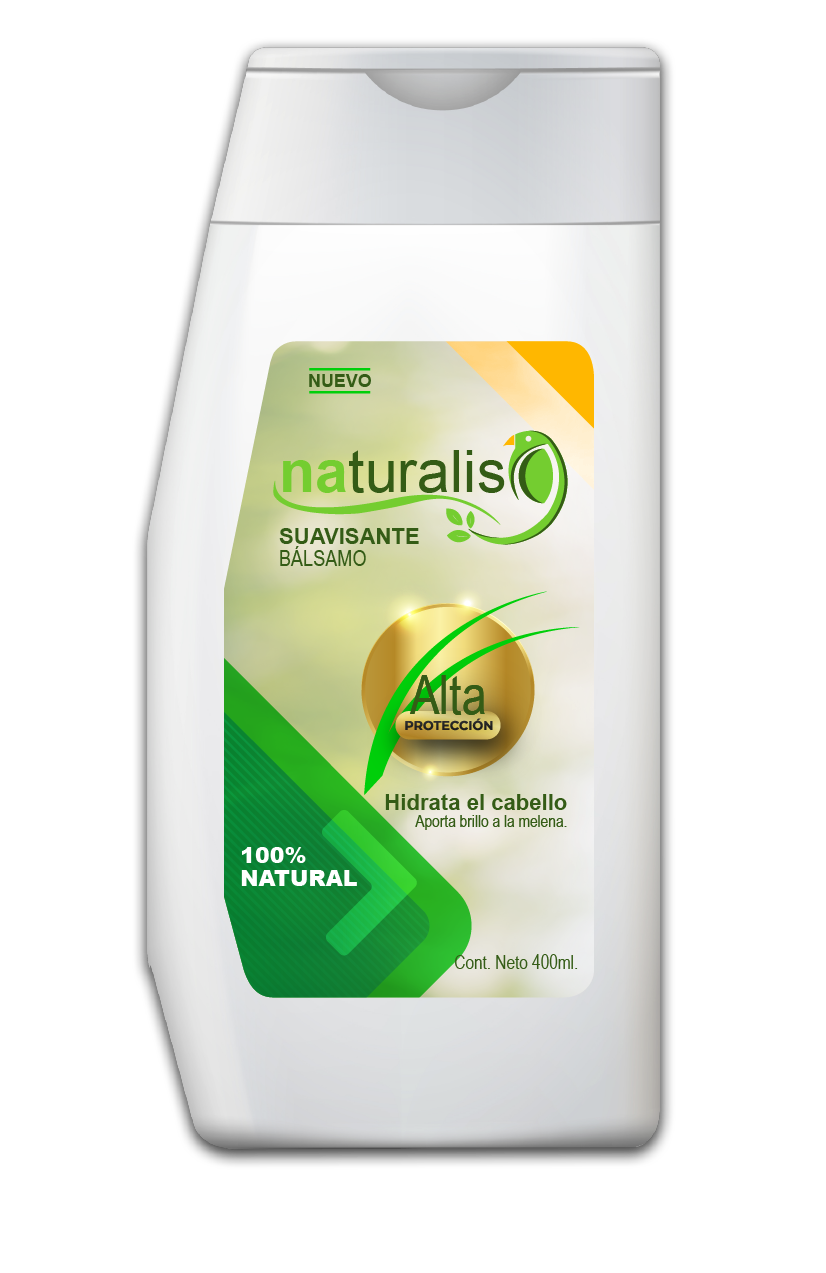 NUEVO
naturalis
SUAVISANTE
BÁLSAMO
Alta
PROTECCIÓN
Hidrata el cabello
Aporta brillo a la melena.
100%
NATURAL
Cont. Neto 400ml.